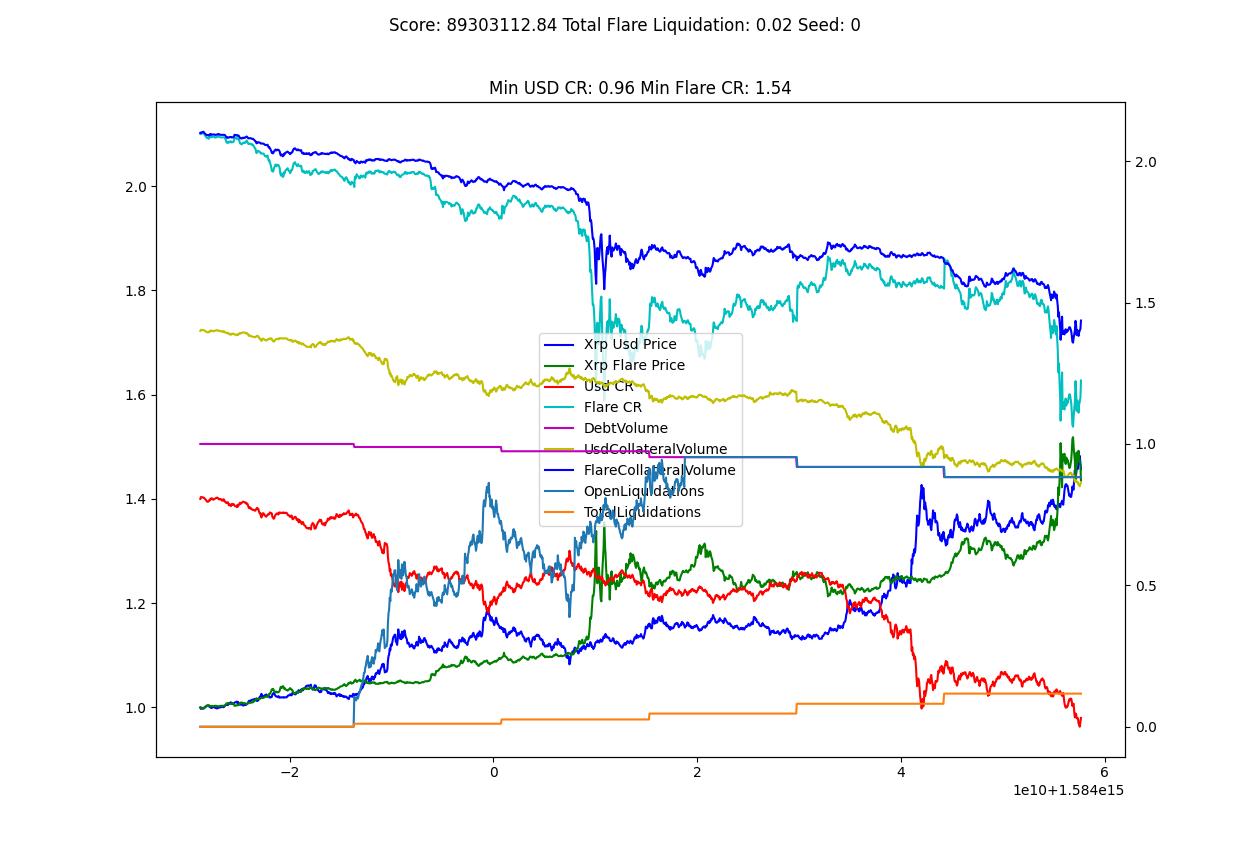 Score: 89303112.84 Total Flare Liquidation: 0.02 Seed: 0
Min USD CR: 0.96 Min Flare CR: 1.54
2.0
1.8
1.6
1.4
1.2
1.0
2.0
1.5
1.0
0.5
0.0
Xrp Usd Price
Xrp Flare Price
Usd CR
Flare CR
DebtVolume
UsdCollateralVolume
FlareCollateralVolume
OpenLiquidations
TotalLiquidations
−2 0 2 4 6
1e10+1.584e15